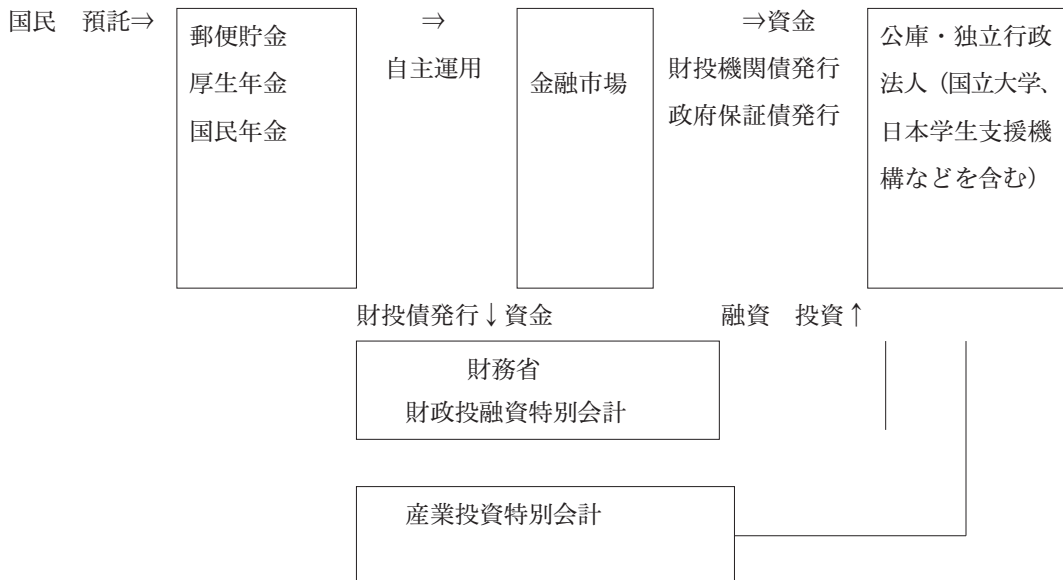 国民　預託⇒
郵便貯金
厚生年金
国民年金
⇒
自主運用
金融市場
⇒資金
財投機関債発行
政府保証債発行
公庫・独立行政
法人（国立大学、
日本学生支援機
構などを含む）
財投債発行↓資金
融資　投資↑
財務省
財政投融資特別会計
産業投資特別会計